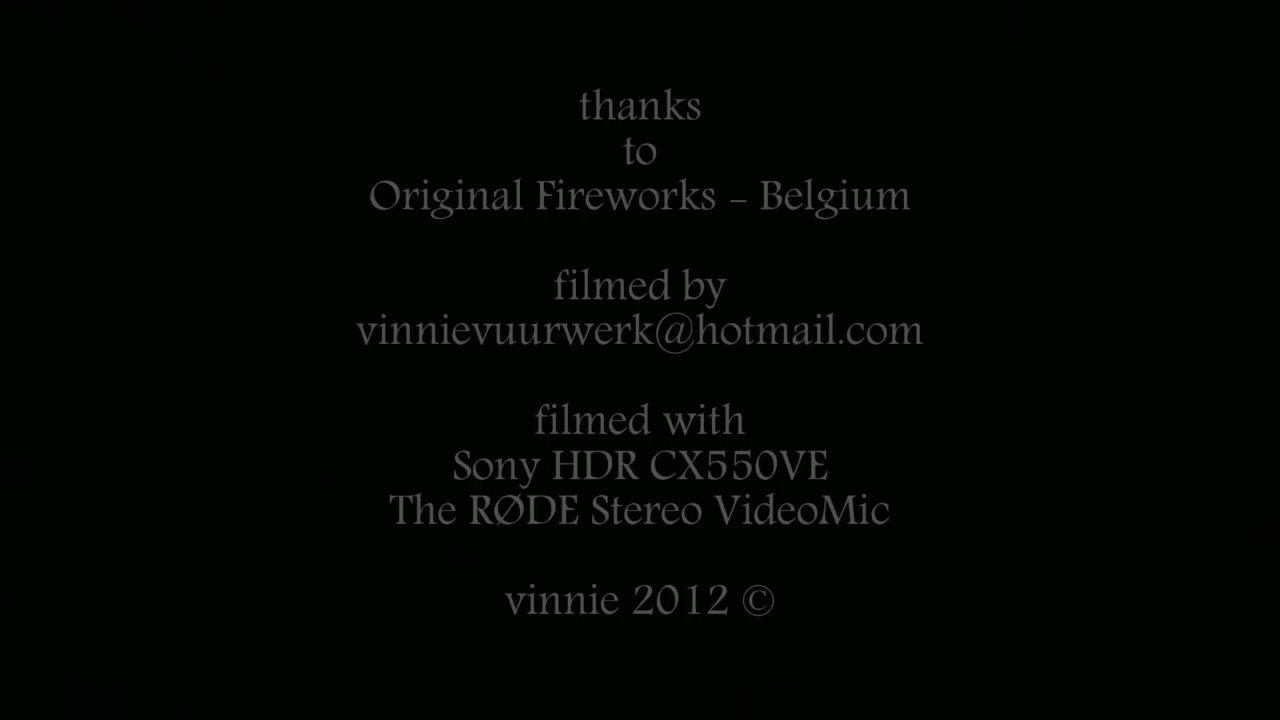 thanks
to
Original Fireworks - Belgium
filmed by
vinnievuurwerk@hotmail.com
filmed with
Sony HDR CX550VE
The RØDE Stereo VideoMic
vinnie 2012 ©